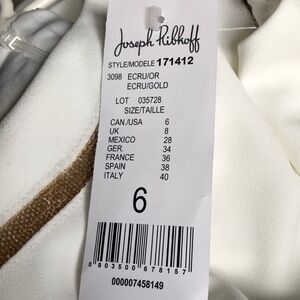 Joseph Ribkoff
STYLE/MODELE 171412
3098 ECRU/OR
ECRU/GOLD
LOT 035728
SIZE/TAILLE
CAN./USA 6
UK 8
MEXICO 28
GER. 34
FRANCE 36
SPAIN 38
ITALY 40
6
0 803500 678157
000007458149